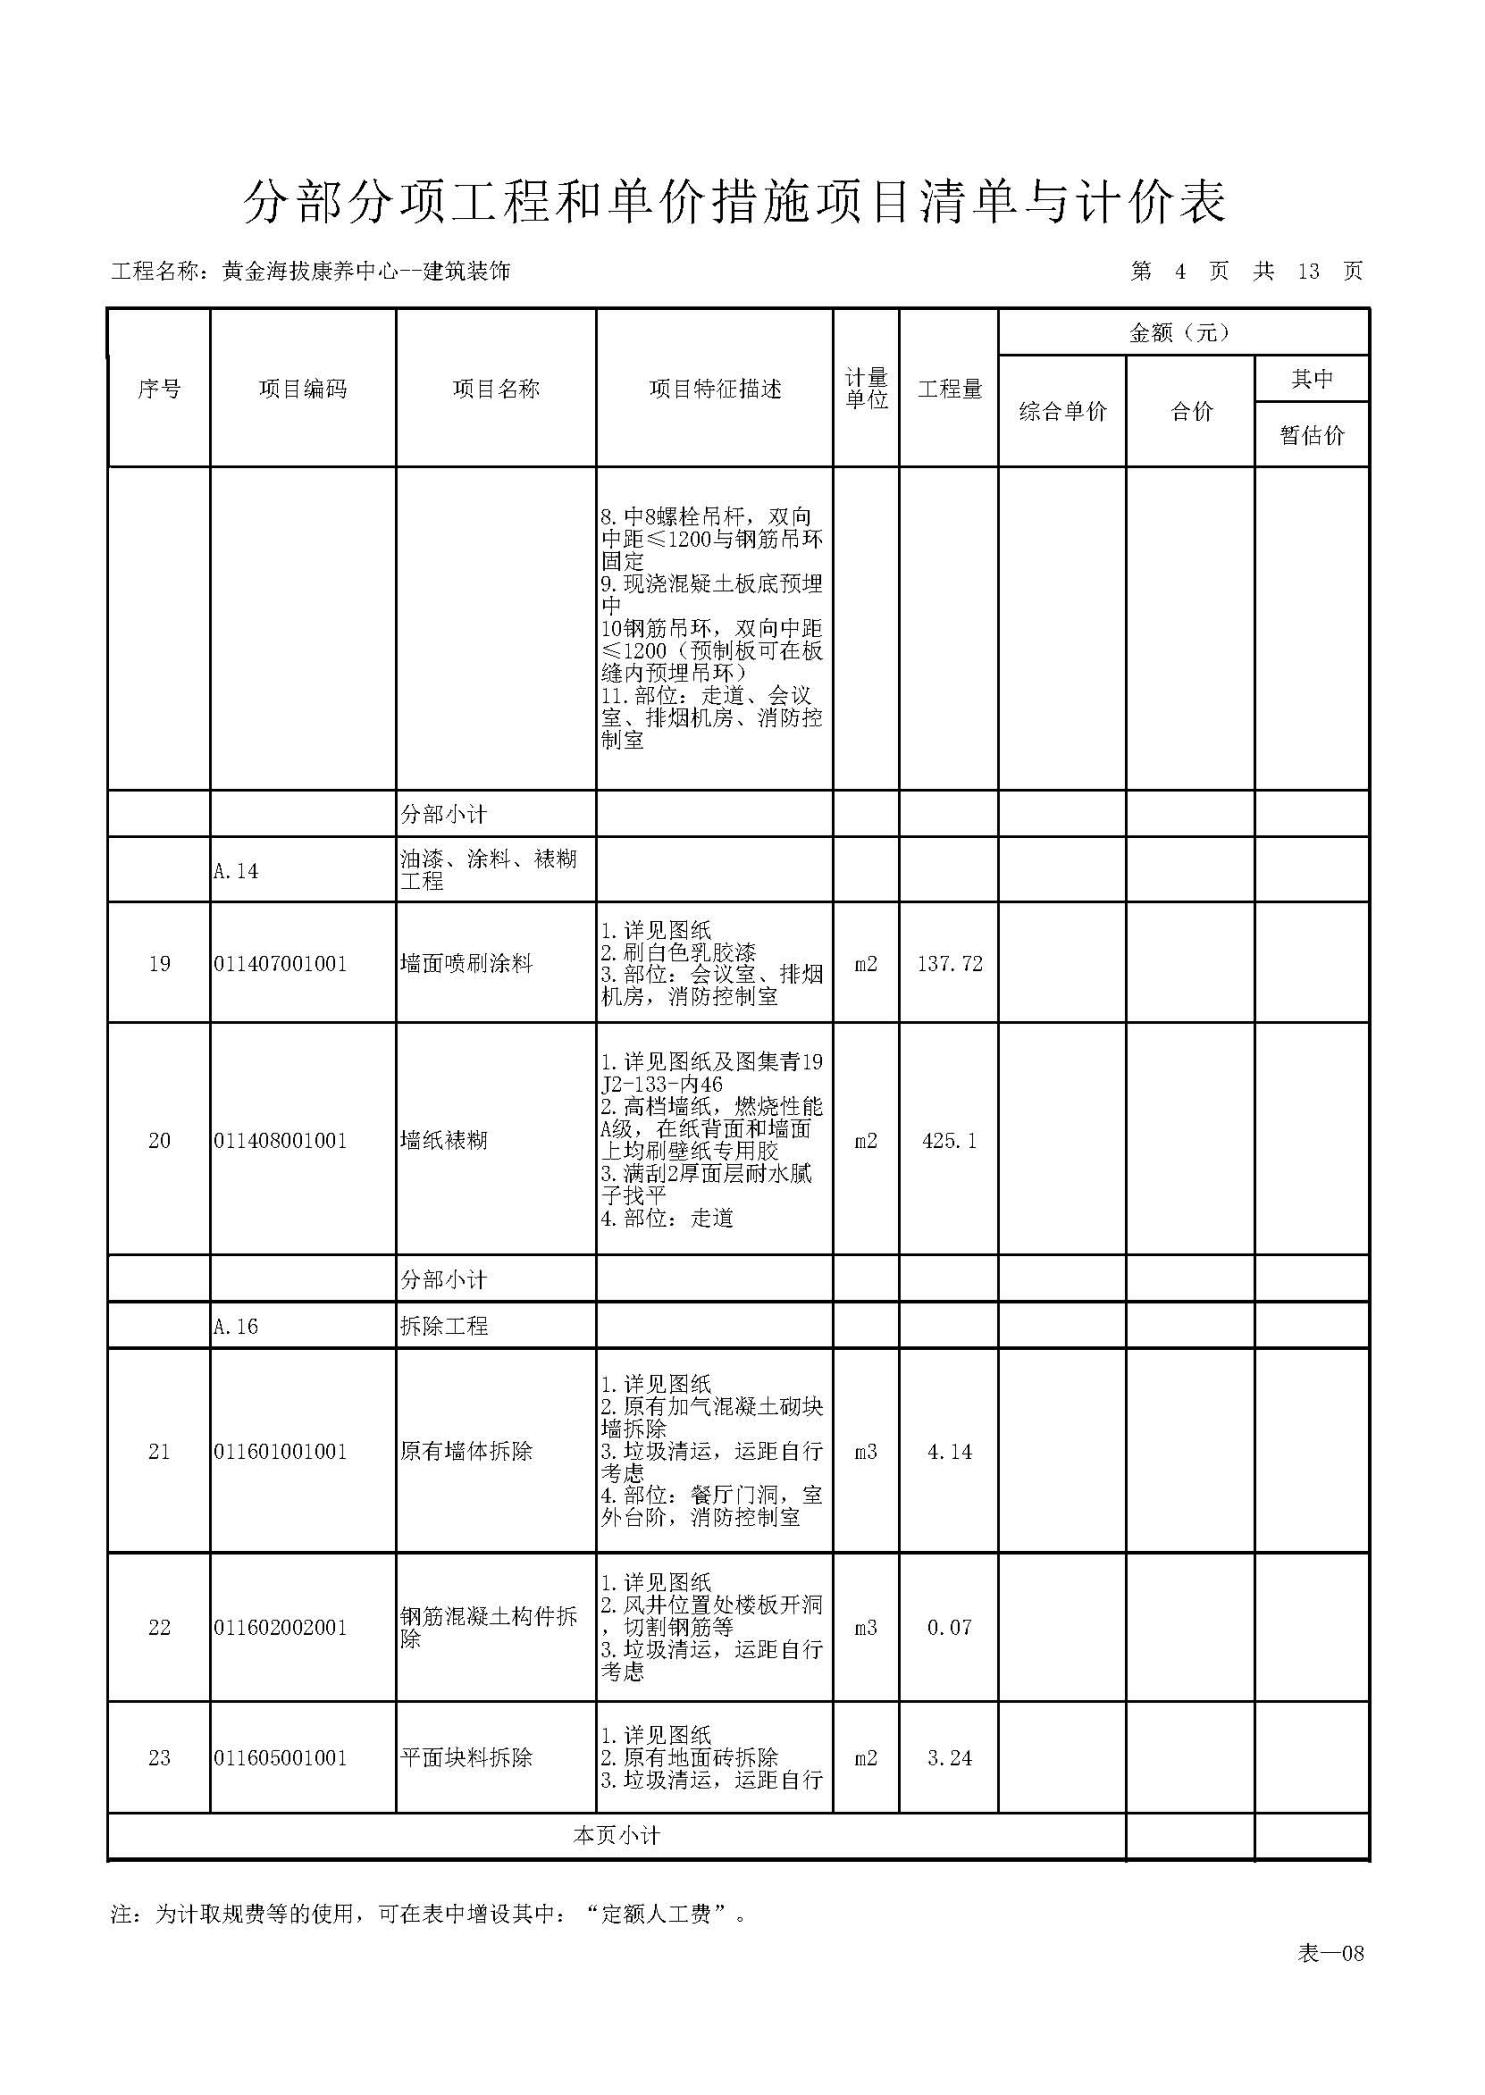 分部分项工程和单价措施项目清单与计价表
工程名称：黄金海拔康养中心--建筑装饰
第 4 页 共 13 页
序号
项目编码
项目名称
项目特征描述
计量
单位
工程量
金额（元）
综合单价
合价
其中
暂估价
8.中8螺栓吊杆，双向
中距≤1200与钢筋吊环
固定
9.现浇混凝土板底预埋
中
10钢筋吊环，双向中距
≤1200（预制板可在板
缝内预埋吊环）
11.部位：走道、会议
室、排烟机房、消防控
制室
分部小计
A.14
油漆、涂料、裱糊
工程
19
011407001001
墙面喷刷涂料
1.详见图纸
2.刷白色乳胶漆
3.部位：会议室、排烟
机房，消防控制室
m2
137.72
20
011408001001
墙纸裱糊
1.详见图纸及图集青19
J2-133-内46
2.高档墙纸，燃烧性能
A级，在纸背面和墙面
上均刷壁纸专用胶
3.满刮2厚面层耐水腻
子找平
4.部位：走道
m2
425.1
分部小计
A.16
拆除工程
21
011601001001
原有墙体拆除
1.详见图纸
2.原有加气混凝土砌块
墙拆除
3.垃圾清运，运距自行
考虑
4.部位：餐厅门洞，室
外台阶，消防控制室
m3
4.14
22
011602002001
钢筋混凝土构件拆
除
1.详见图纸
2.风井位置处楼板开洞
，切割钢筋等
3.垃圾清运，运距自行
考虑
m3
0.07
23
011605001001
平面块料拆除
1.详见图纸
2.原有地面砖拆除
3.垃圾清运，运距自行
m2
3.24
本页小计
注：为计取规费等的使用，可在表中增设其中：“定额人工费”。
表—08